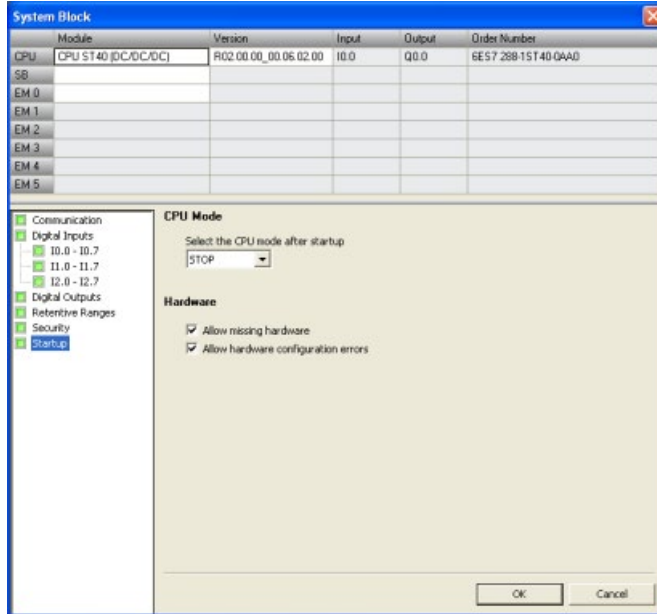 System Block
Module Version Input Output Order Number
CPU CPU ST40 (DC/DC/DC) R02.00.00_00.06.02.00 I0.0 Q0.0 6ES7 288-1ST40-0AA0
SB
EM 0
EM 1
EM 2
EM 3
EM 4
EM 5
Communication
Digital Inputs
I0.0 - I0.7
I1.0 - I1.7
I2.0 - I2.7
Digital Outputs
Retentive Ranges
Security
Startup
CPU Mode
Select the CPU mode after startup
STOP
Hardware
Allow missing hardware
Allow hardware configuration errors
OK Cancel